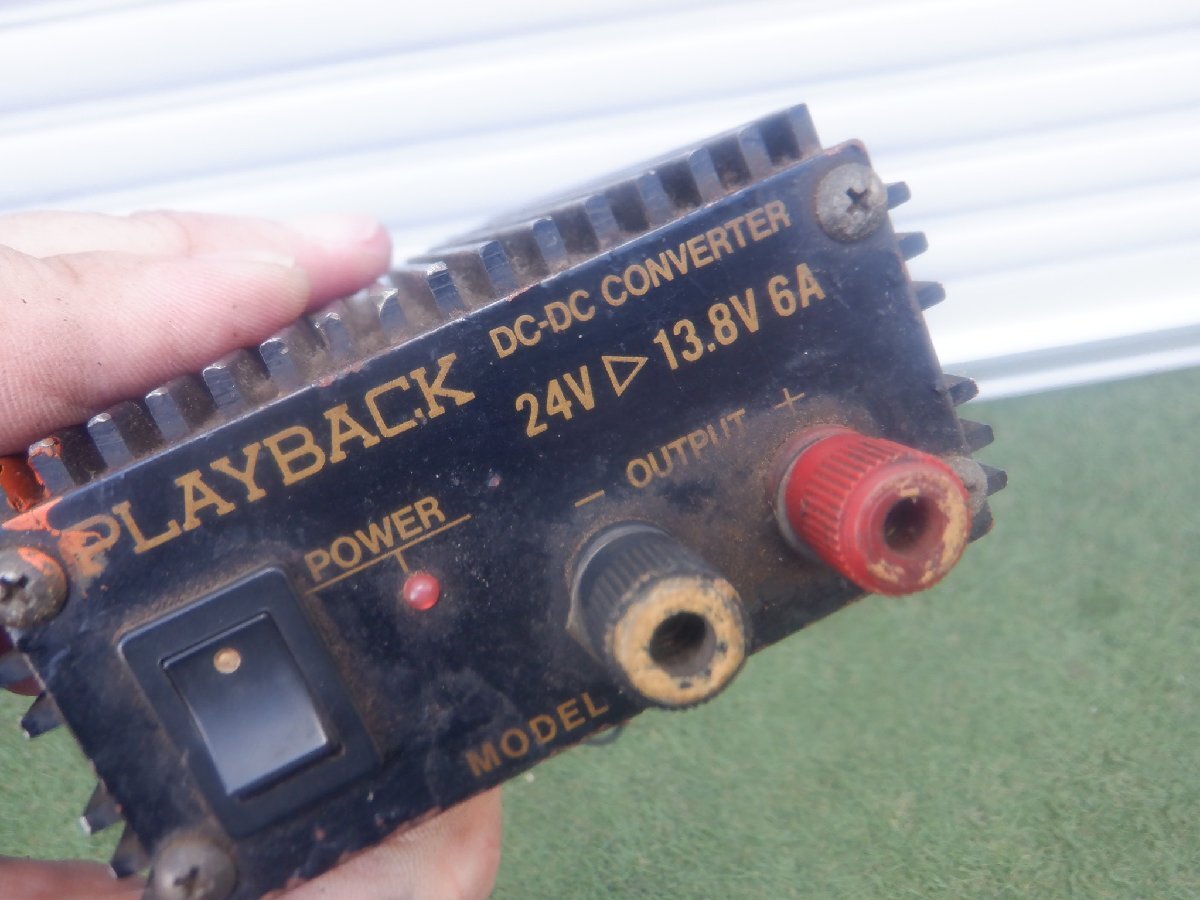 PLAYBACK
DC-DC CONVERTER
24V ▷ 13.8V 6A
POWER
− OUTPUT +
MODEL